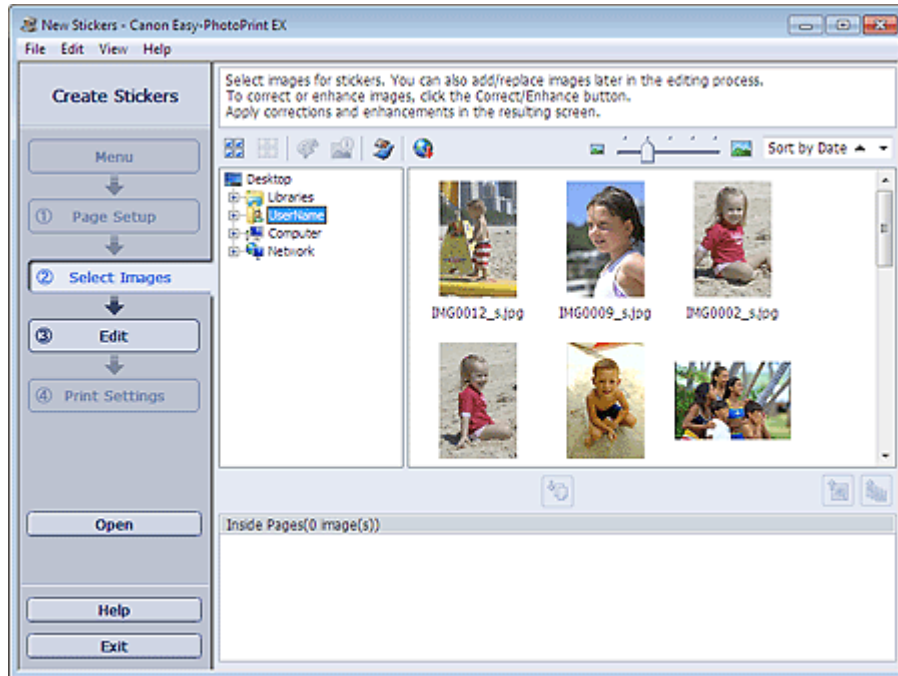 New Stickers - Canon Easy-PhotoPrint EX
File Edit View Help
Create Stickers
Select images for stickers. You can also add/replace images later in the editing process.
To correct or enhance images, click the Correct/Enhance button.
Apply corrections and enhancements in the resulting screen.
Menu
① Page Setup
② Select Images
③ Edit
④ Print Settings
Open
Help
Exit
Sort by Date
Desktop
Libraries
UserName
Computer
Network
IMG0012_s.jpg IMG0009_s.jpg IMG0002_s.jpg
Inside Pages(0 image(s))